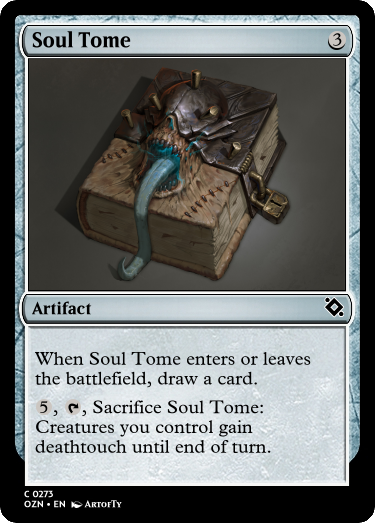 Soul Tome 3
Artifact
When Soul Tome enters or leaves
the battlefield, draw a card.
5, , Sacrifice Soul Tome:
Creatures you control gain
deathtouch until end of turn.
C 0273
OZN • EN ArtofTy